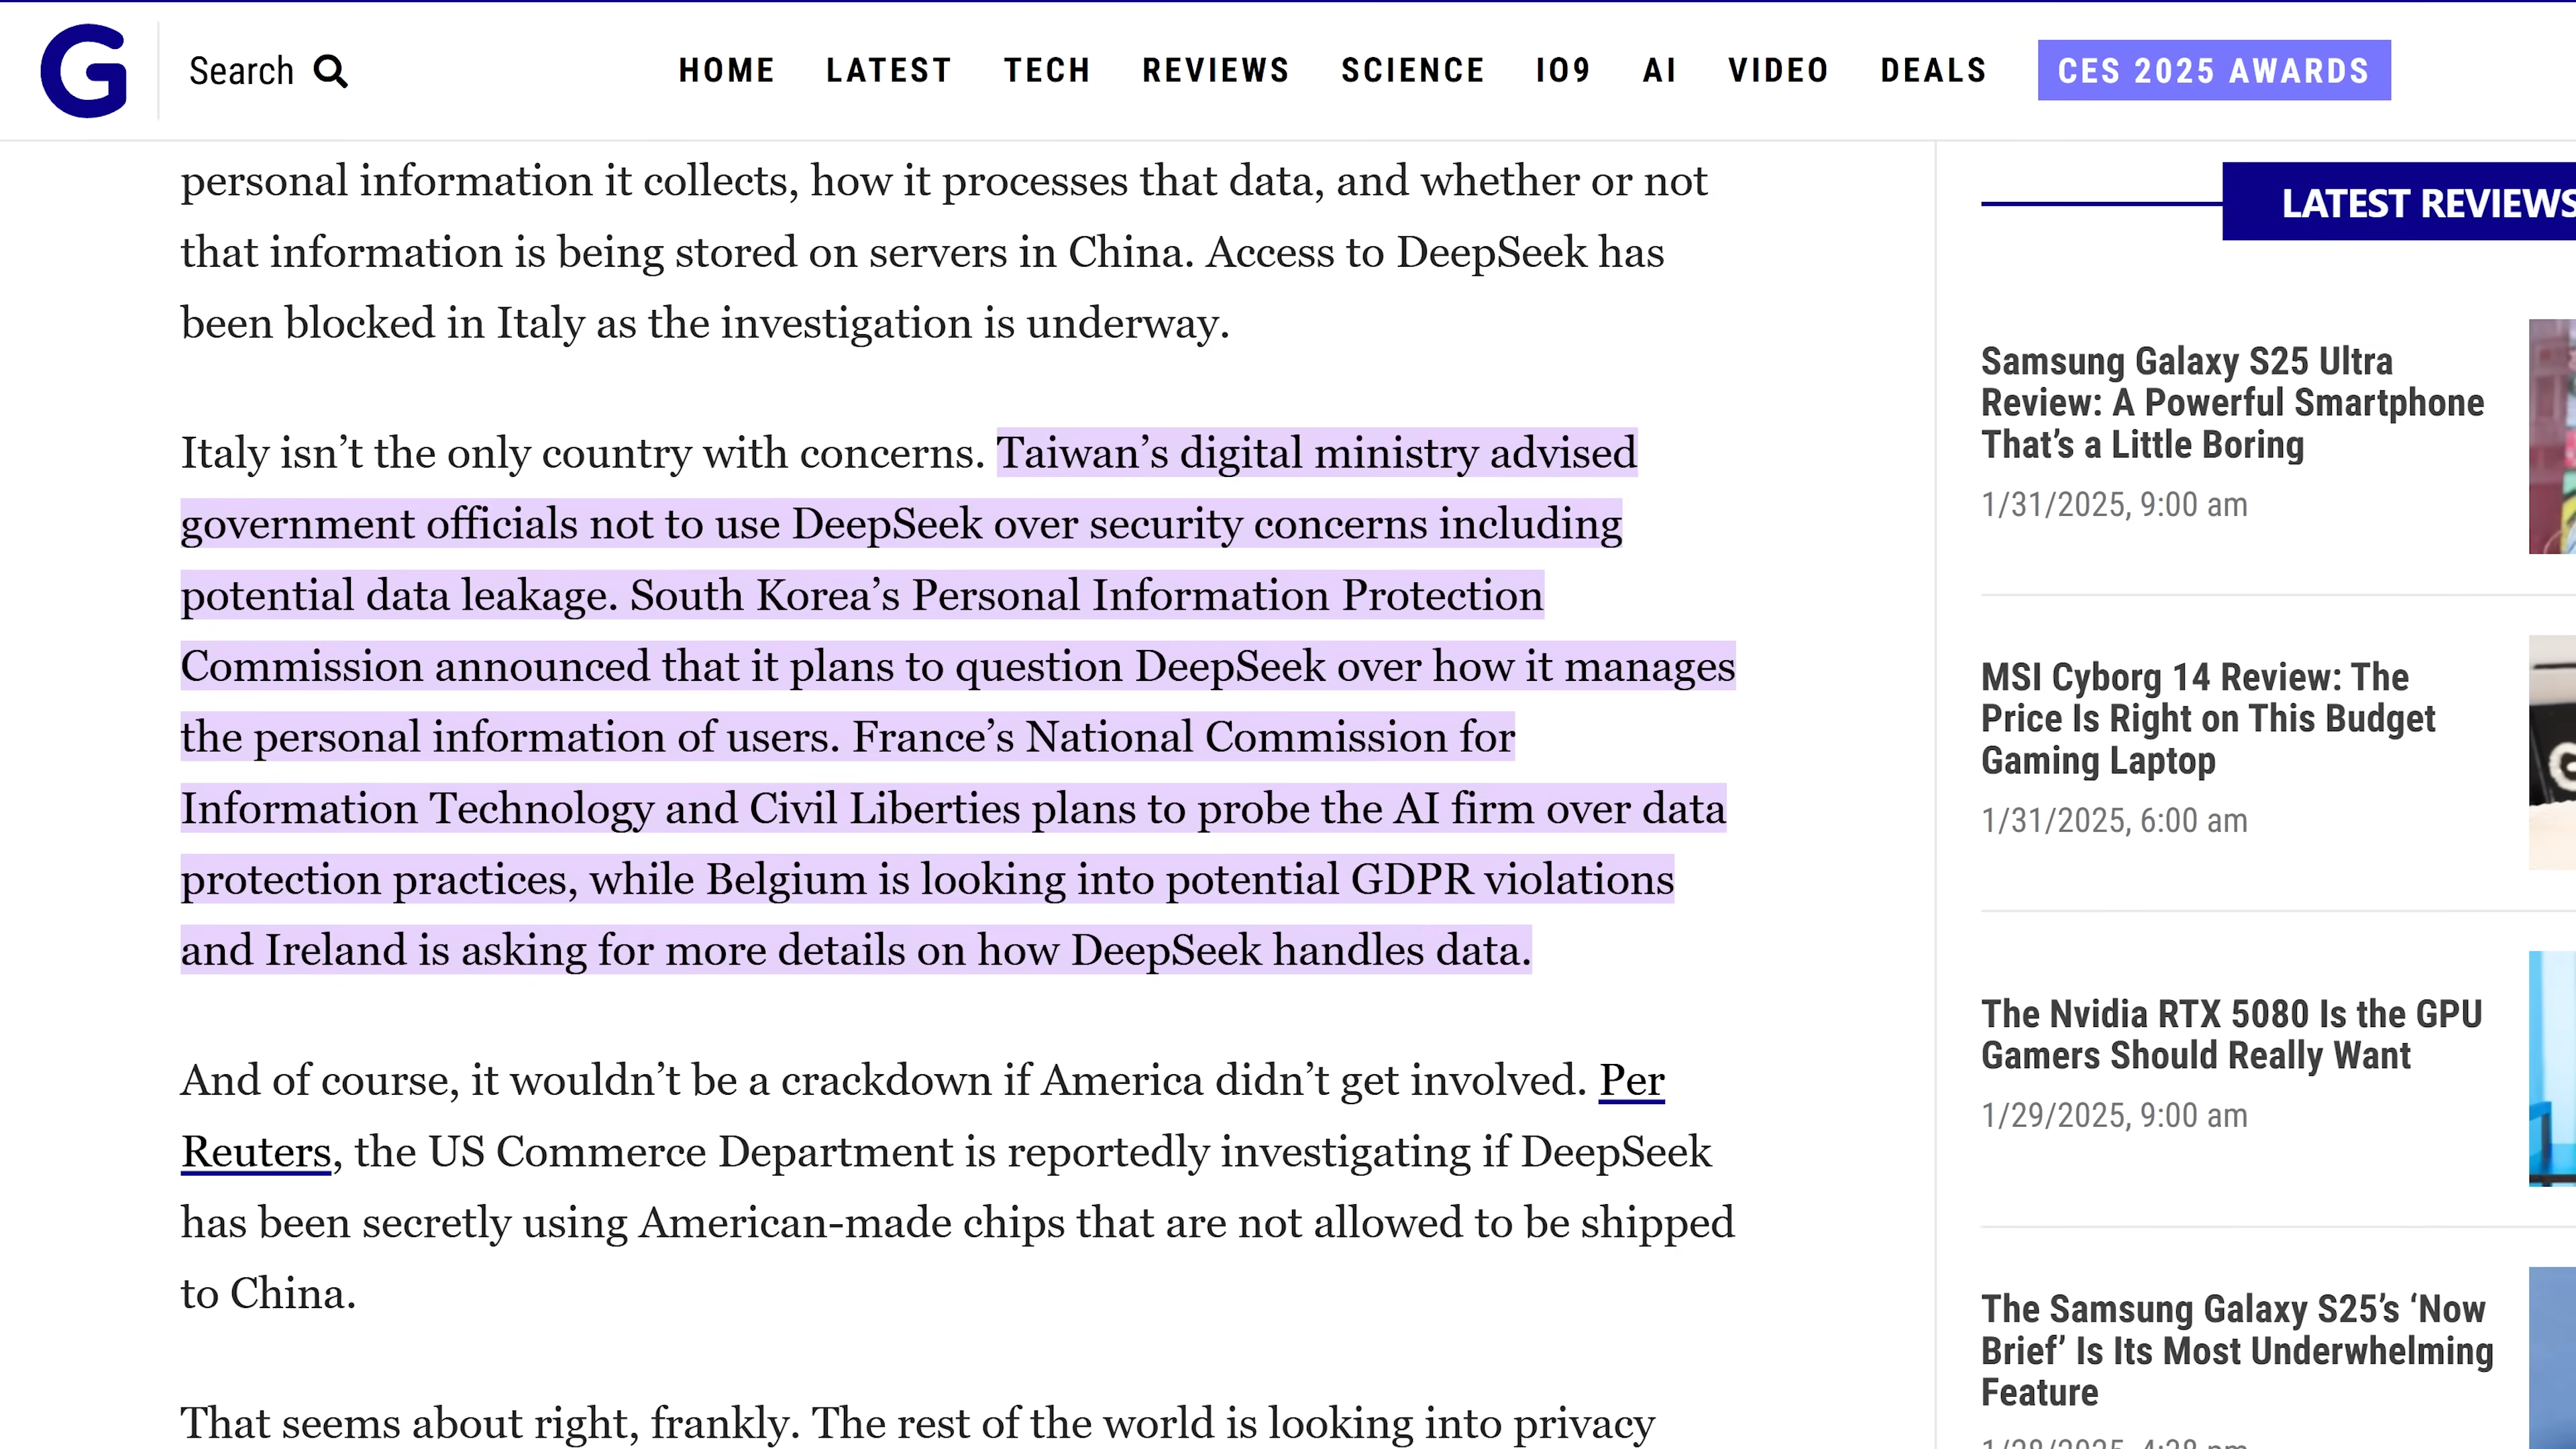 G
Search
HOME LATEST TECH REVIEWS SCIENCE IO9 AI VIDEO DEALS CES 2025 AWARDS
personal information it collects, how it processes that data, and whether or not
that information is being stored on servers in China. Access to DeepSeek has
been blocked in Italy as the investigation is underway.
Italy isn’t the only country with concerns. Taiwan’s digital ministry advised
government officials not to use DeepSeek over security concerns including
potential data leakage. South Korea’s Personal Information Protection
Commission announced that it plans to question DeepSeek over how it manages
the personal information of users. France’s National Commission for
Information Technology and Civil Liberties plans to probe the AI firm over data
protection practices, while Belgium is looking into potential GDPR violations
and Ireland is asking for more details on how DeepSeek handles data.
And of course, it wouldn’t be a crackdown if America didn’t get involved. Per
Reuters, the US Commerce Department is reportedly investigating if DeepSeek
has been secretly using American-made chips that are not allowed to be shipped
to China.
That seems about right, frankly. The rest of the world is looking into privacy
LATEST REVIEWS
Samsung Galaxy S25 Ultra
Review: A Powerful Smartphone
That’s a Little Boring
1/31/2025, 9:00 am
MSI Cyborg 14 Review: The
Price Is Right on This Budget
Gaming Laptop
1/31/2025, 6:00 am
The Nvidia RTX 5080 Is the GPU
Gamers Should Really Want
1/29/2025, 9:00 am
The Samsung Galaxy S25’s ‘Now
Brief’ Is Its Most Underwhelming
Feature